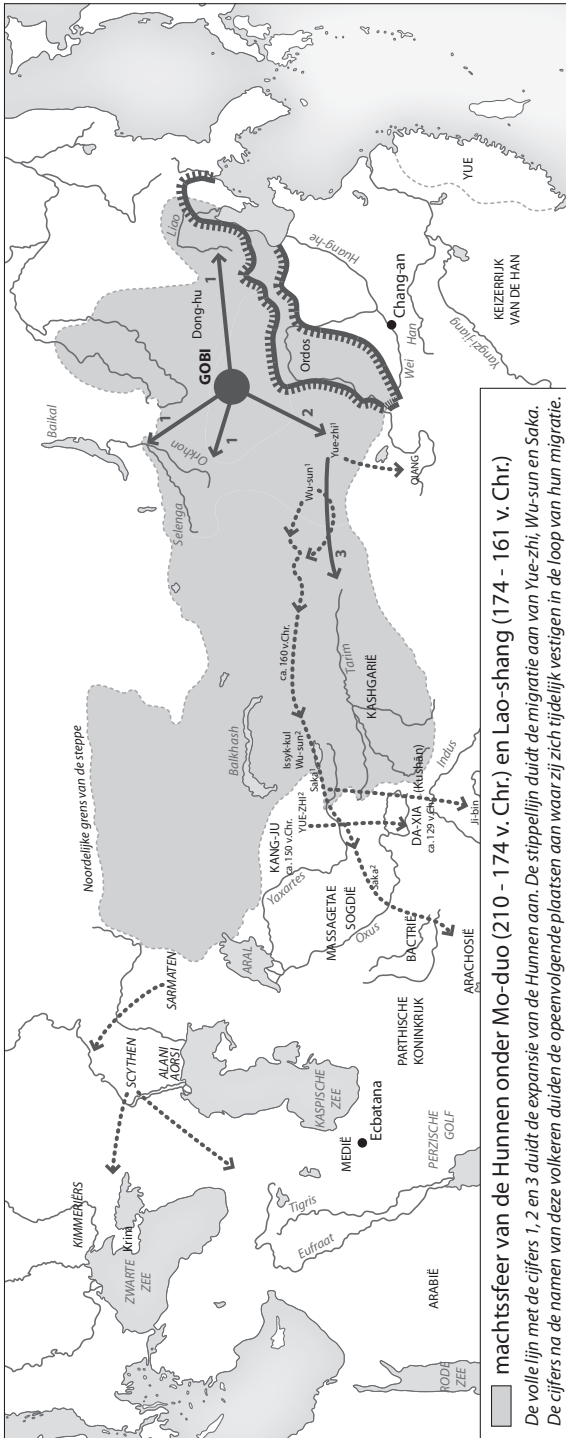 Noordelijke grens van de steppe
Baikal
Selenga
Orkhon
GOBI
Dong-hu
Liao
1
1
1
2
3
Ordos
Huang-he
Chang-an
Wei
Han
Yangzi-Jiang
YUE
KEIZERRIJK
VAN DE HAN
QIANG
Yue-zhi¹
Wu-sun¹
Tarim
KASHGARIË
ca. 160 v.Chr.
Balkhash
Issyk-kul
Wu-sun²
Saka¹
KANG-JU
ca. 150 v.Chr.
YUE-ZHI²
DA-XIA (Kushân)
ca. 129 v.Chr.
Indus
Ji-bin
Saka²
Yaxartes
ARAL
MASSAGETAE
SOGDIË
Oxus
BACTRIË
ARACHOSIË
PARTHISCHE
KONINKRIJK
SARMATEN
SCYTHEN
ALANI
AORSI
KASPISCHE
ZEE
MEDIË
Ecbatana
PERZISCHE
GOLF
KIMMERIËRS
Krim
ZWARTE
ZEE
Tigris
Eufraat
ARABIË
RODE
ZEE
machtssfeer van de Hunnen onder Mo-duo (210 - 174 v. Chr.) en Lao-shang (174 - 161 v. Chr.)
De volle lijn met de cijfers 1, 2 en 3 duidt de expansie van de Hunnen aan. De stippellijn duidt de migratie aan van Yue-zhi, Wu-sun en Saka.
De cijfers na de namen van deze volkeren duiden de opeenvolgende plaatsen aan waar zij zich tijdelijk vestigen in de loop van hun migratie.